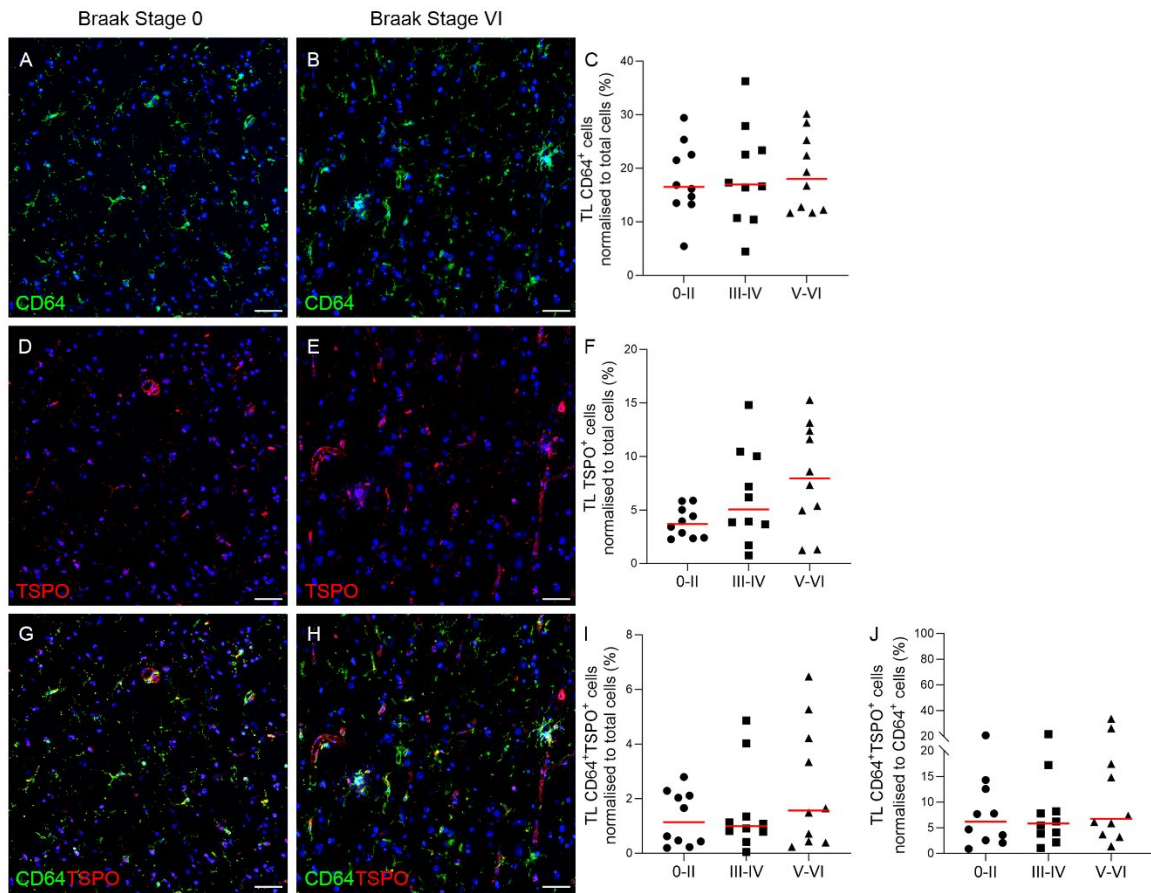 Braak Stage 0
Braak Stage VI
A
CD64
B
CD64
C
TL CD64⁺ cells
normalised to total cells (%)
40
30
20
10
0
0-II
III-IV
V-VI
D
TSPO
E
TSPO
F
TL TSPO⁺ cells
normalised to total cells (%)
20
15
10
5
0
0-II
III-IV
V-VI
G
CD64TSPO
H
CD64TSPO
I
TL CD64⁺TSPO⁺ cells
normalised to total cells (%)
8
6
4
2
0
0-II
III-IV
V-VI
J
TL CD64⁺TSPO⁺ cells
normalised to CD64⁺ (%)
100
80
60
40
20
20
15
10
5
0
0-II
III-IV
V-VI